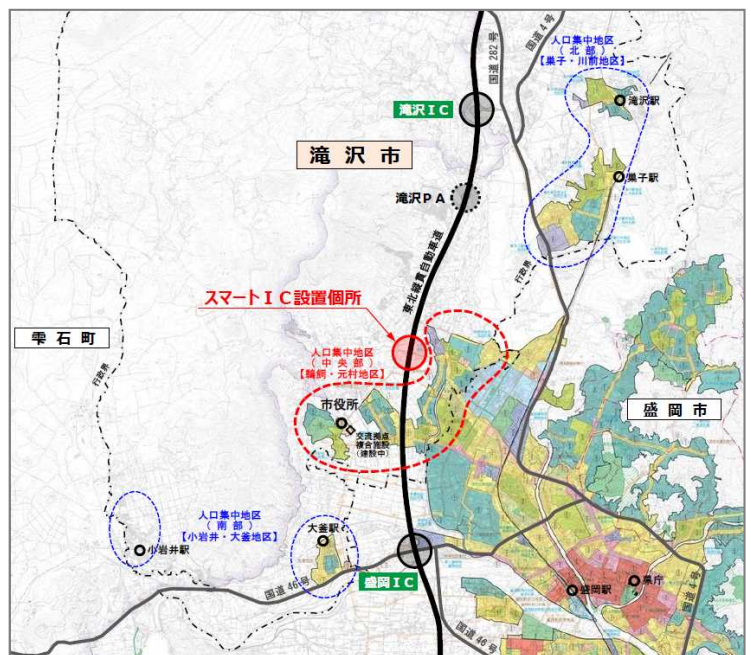 人口集中地区
（北部）
【巣子・川前地区】
国道282号
国道4号
滝沢駅
滝沢IC
滝沢市
巣子駅
滝沢PA
東北縦貫自動車道
行政界
スマートIC設置個所
雫石町
人口集中地区
（中央部）
【鵜飼・元村地区】
行政界
盛岡市
市役所
交流拠点
複合施設
（建設中）
人口集中地区
（南部）
【小岩井・大釜地区】
大釜駅
小岩井駅
盛岡IC
国道46号
県庁
盛岡駅
国道4号
国道46号